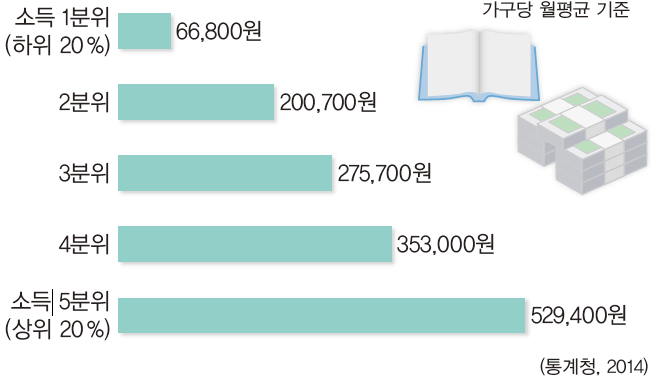 가구당 월평균 기준
소득 1분위
(하위 20%)
66,800원
2분위
200,700원
3분위
275,700원
4분위
353,000원
소득 5분위
(상위 20%)
529,400원
(통계청, 2014)